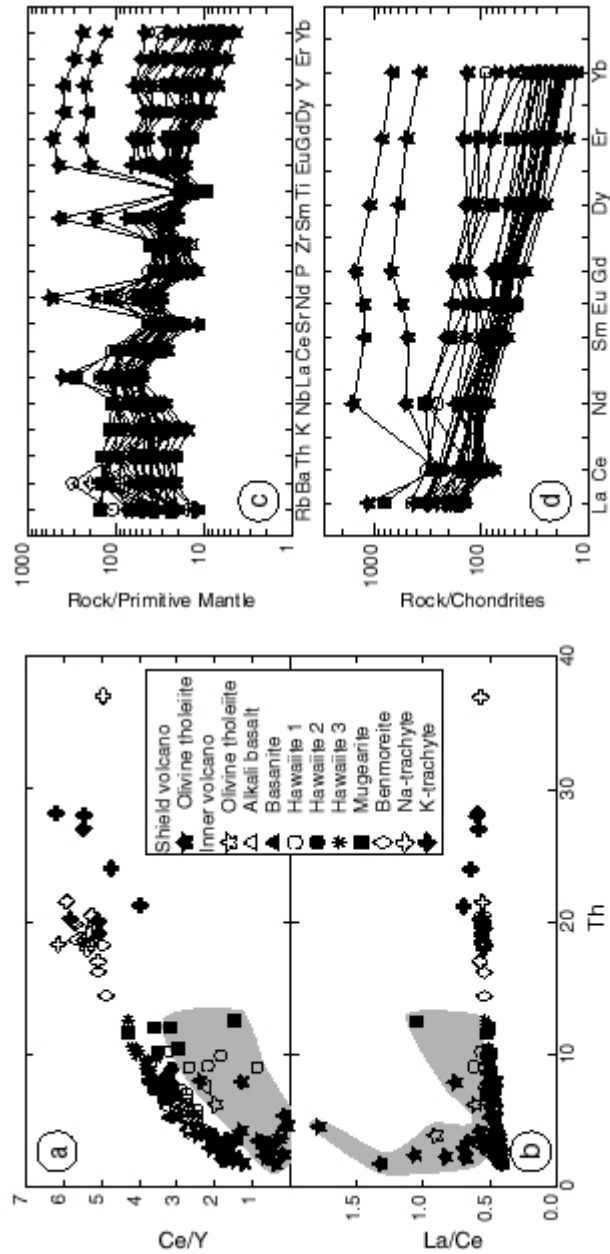 a
7
6
5
4
3
2
1
Ce/Y
b
1.5
1.0
0.5
0.0
La/Ce
0
10
20
30
40
Th
Shield volcano
Olivine tholeiite
Inner volcano
Olivine tholeiite
Alkali basalt
Basanite
Hawaiite 1
Hawaiite 2
Hawaiite 3
Mugearite
Benmoreite
Na-trachyte
K-trachyte
c
1000
100
10
1
Rock/Primitive Mantle
Rb Ba Th K Nb La Ce Sr Nd P Zr Sm Ti Eu Gd Dy Y Er Yb
d
1000
100
10
Rock/Chondrites
La Ce Nd Sm Eu Gd Dy Er Yb